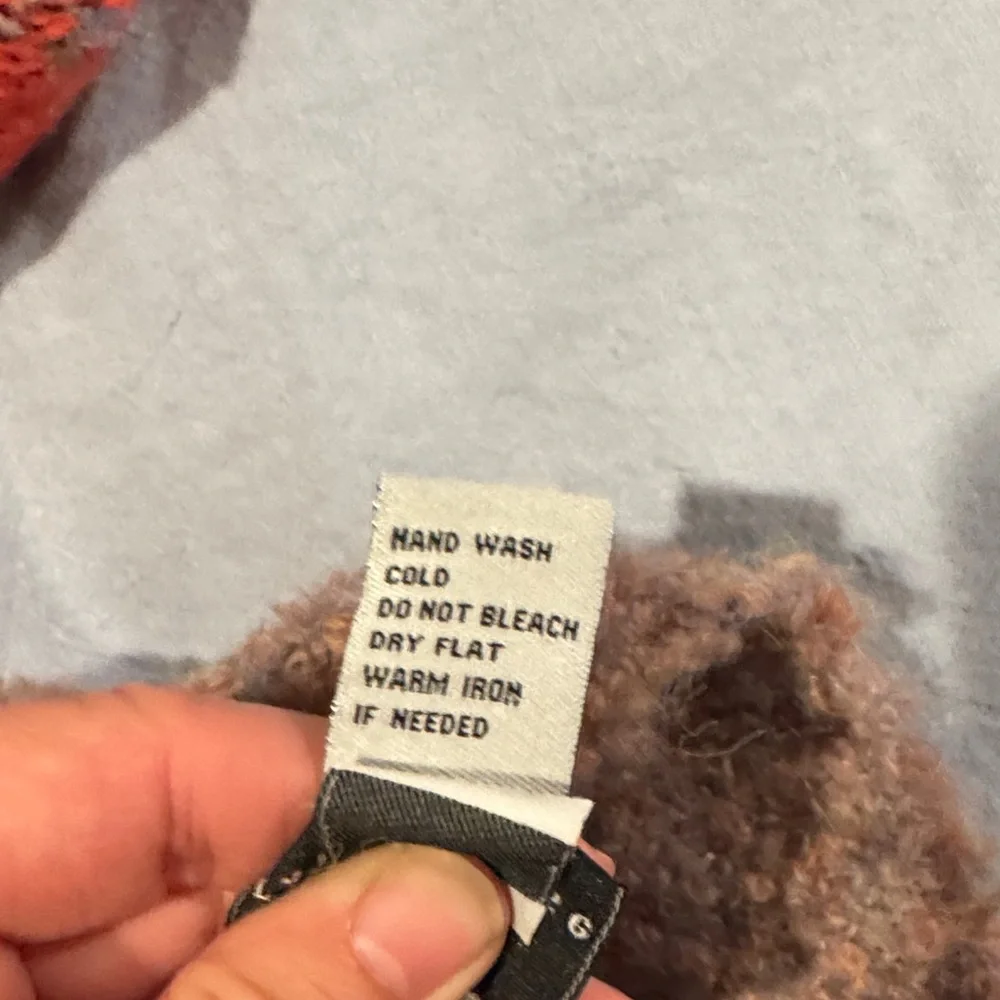 HAND WASH
COLD
DO NOT BLEACH
DRY FLAT
WARM IRON
IF NEEDED